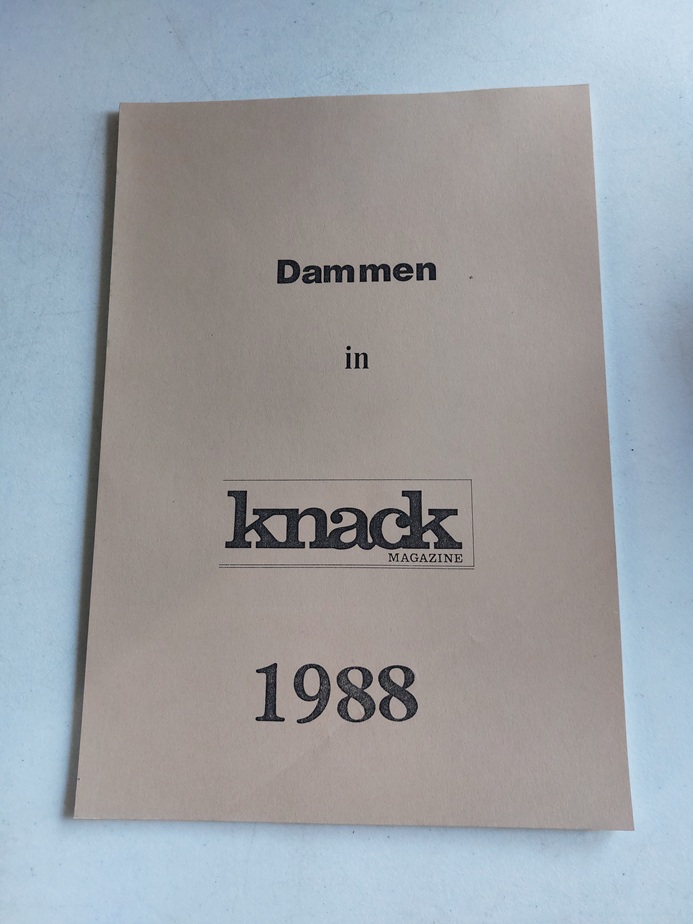 Dammen
in
knack
MAGAZINE
1988